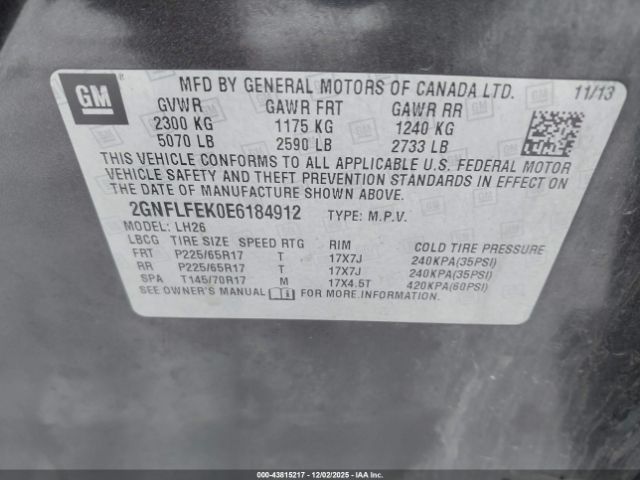 GM
MFD BY GENERAL MOTORS OF CANADA LTD. 11/13
GVWR GAWR FRT GAWR RR
2300 KG 1175 KG 1240 KG
5070 LB 2590 LB 2733 LB
THIS VEHICLE CONFORMS TO ALL APPLICABLE U.S. FEDERAL MOTOR
VEHICLE SAFETY AND THEFT PREVENTION STANDARDS IN EFFECT ON
THE DATE OF MANUFACTURE SHOWN ABOVE.
2GNFLFEK0E6184912 TYPE: M.P.V.
MODEL: LH26
LBCG TIRE SIZE SPEED RTG RIM COLD TIRE PRESSURE
FRT P225/65R17 T 17X7J 240KPA(35PSI)
RR P225/65R17 T 17X7J 240KPA(35PSI)
SPA T145/70R17 M 17X4.5T 420KPA(60PSI)
SEE OWNER'S MANUAL FOR MORE INFORMATION.
000-43815217 - 12/02/2025 - IAAI.COM